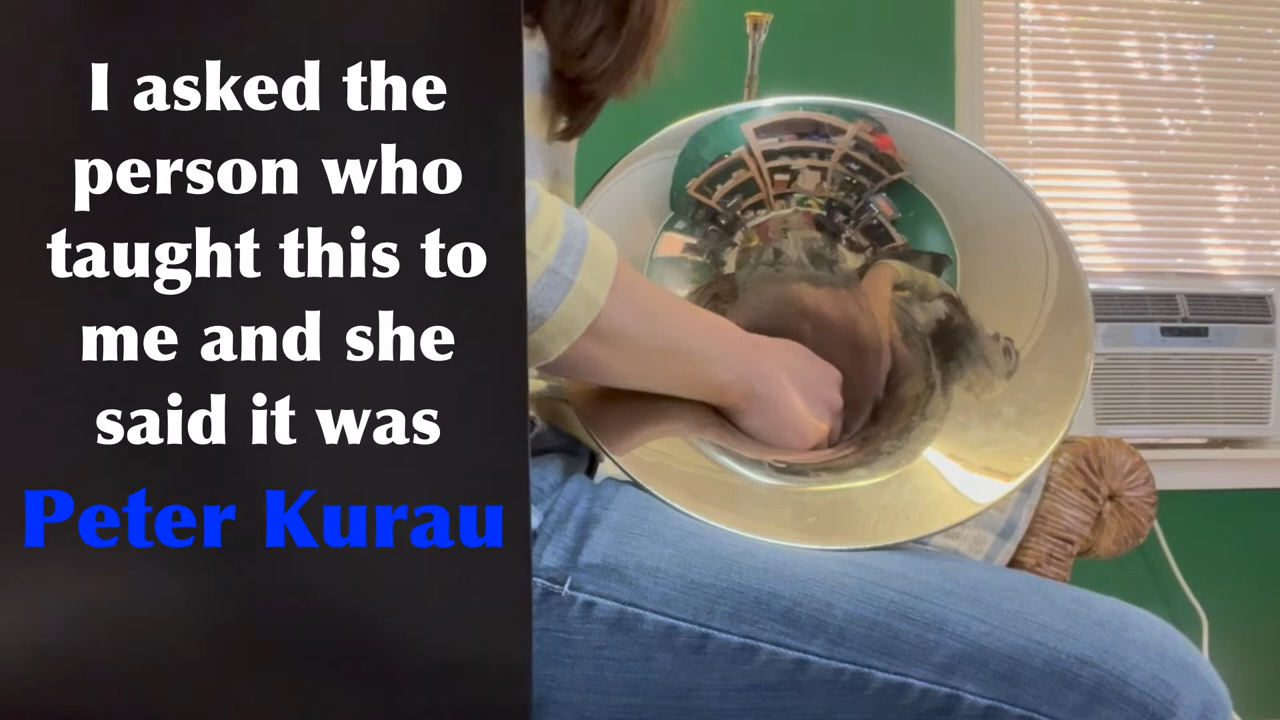 I asked the
person who
taught this to
me and she
said it was
Peter Kurau